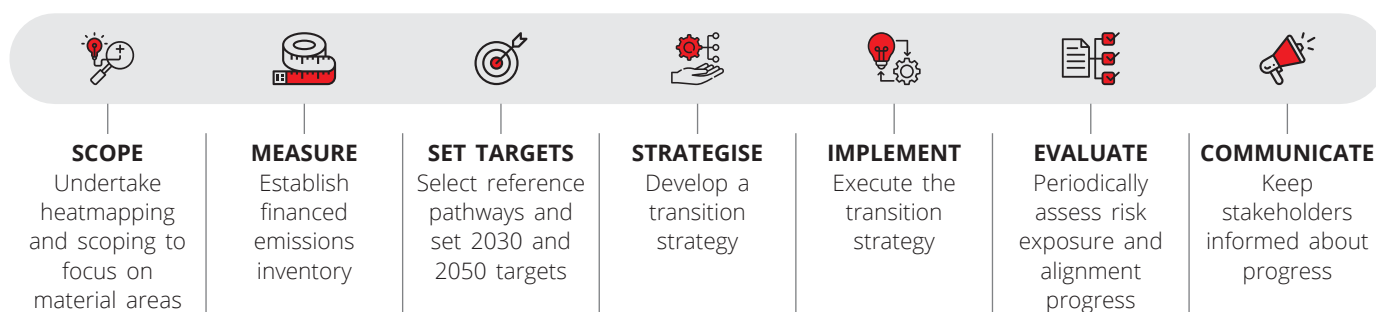 SCOPE
Undertake
heatmapping
and scoping to
focus on
material areas
MEASURE
Establish
financed
emissions
inventory
SET TARGETS
Select reference
pathways and
set 2030 and
2050 targets
STRATEGISE
Develop a
transition
strategy
IMPLEMENT
Execute the
transition
strategy
EVALUATE
Periodically
assess risk
exposure and
alignment
progress
COMMUNICATE
Keep
stakeholders
informed about
progress